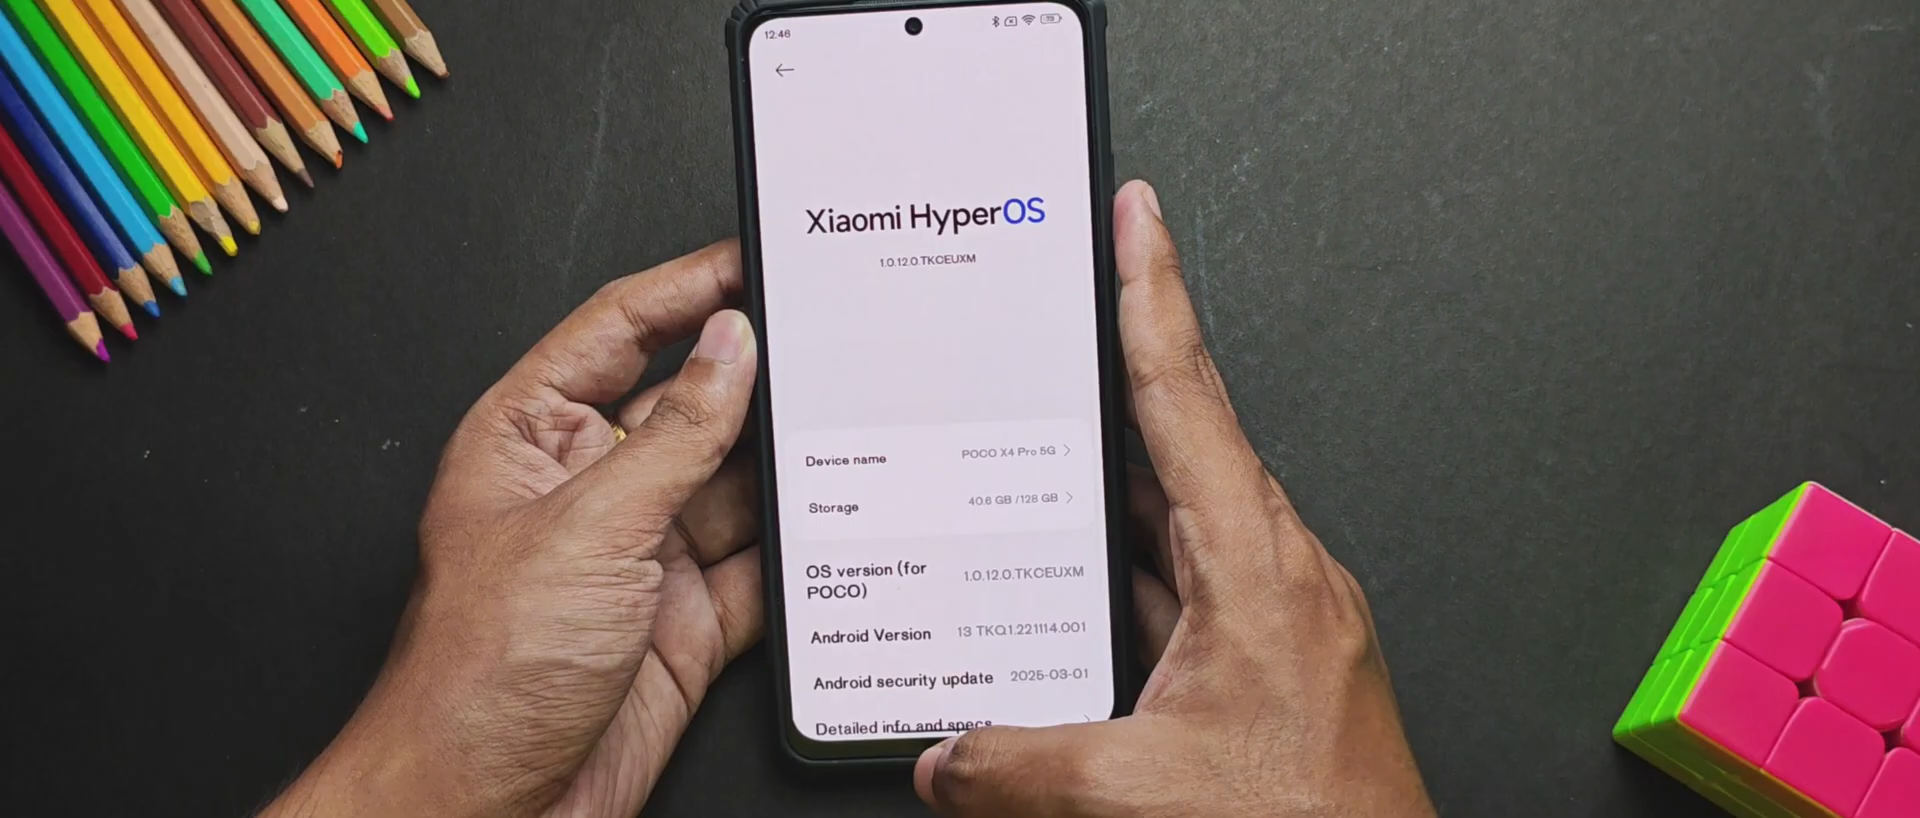 12:46
73
Xiaomi HyperOS
1.0.12.0.TKCEUXM
Device name POCO X4 Pro 5G
Storage 40.6 GB /128 GB
OS version (for
POCO) 1.0.12.0.TKCEUXM
Android Version 13 TKQ1.221114.001
Android security update 2025-03-01
Detailed info and specs